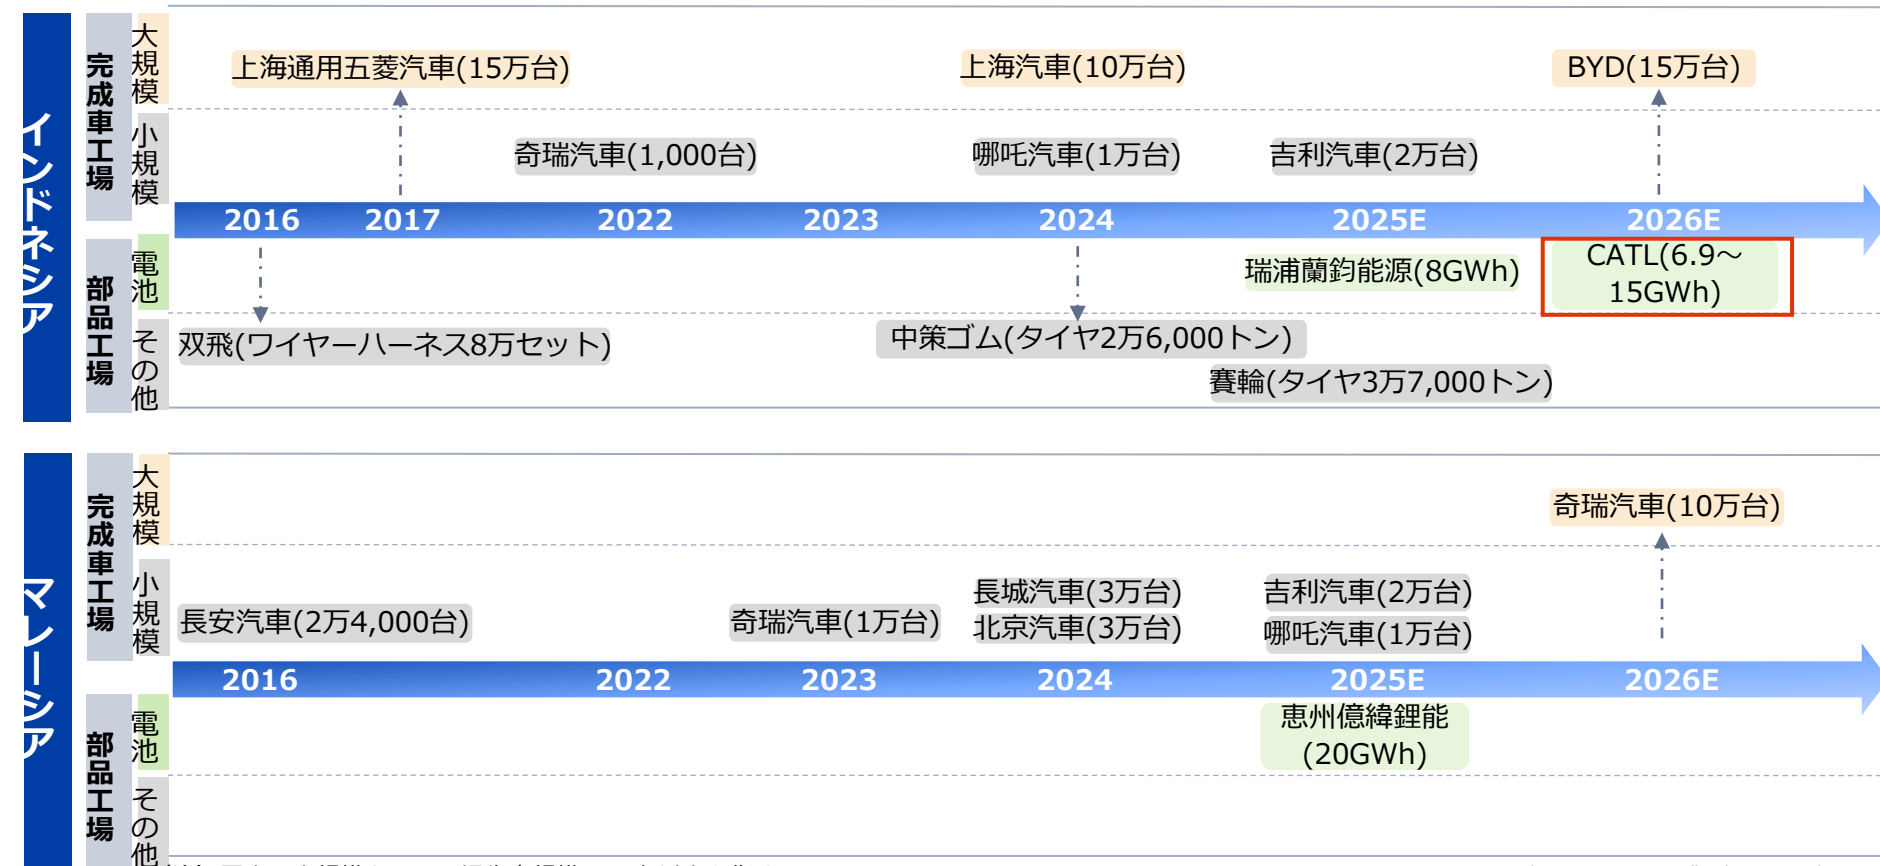 インドネシア
完成車工場
大規模
上海通用五菱汽車(15万台)
上海汽車(10万台)
BYD(15万台)
小規模
奇瑞汽車(1,000台)
哪吒汽車(1万台)
吉利汽車(2万台)
2016 2017 2022 2023 2024 2025E 2026E
部品工場
電池
瑞浦蘭鈞能源(8GWh)
CATL(6.9～
15GWh)
その他
双飛(ワイヤーハーネス8万セット)
中策ゴム(タイヤ2万6,000トン)
賽輪(タイヤ3万7,000トン)
マレーシア
完成車工場
大規模
奇瑞汽車(10万台)
小規模
長安汽車(2万4,000台)
奇瑞汽車(1万台)
長城汽車(3万台)
北京汽車(3万台)
吉利汽車(2万台)
哪吒汽車(1万台)
2016 2022 2023 2024 2025E 2026E
部品工場
電池
恵州億緯鋰能
(20GWh)
その他